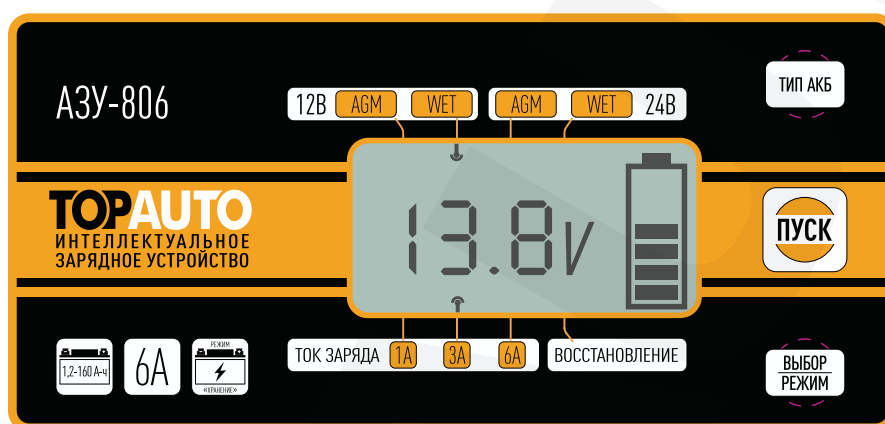 АЗУ-806
12В AGM WET AGM WET 24В
ТИП АКБ
13.8V
TOPAUTO
ИНТЕЛЛЕКТУАЛЬНОЕ
ЗАРЯДНОЕ УСТРОЙСТВО
ПУСК
1,2-160 А-ч
6А
РЕЖИМ
«ХРАНЕНИЕ»
ТОК ЗАРЯДА 1А 3А 6А ВОССТАНОВЛЕНИЕ
ВЫБОР
РЕЖИМ